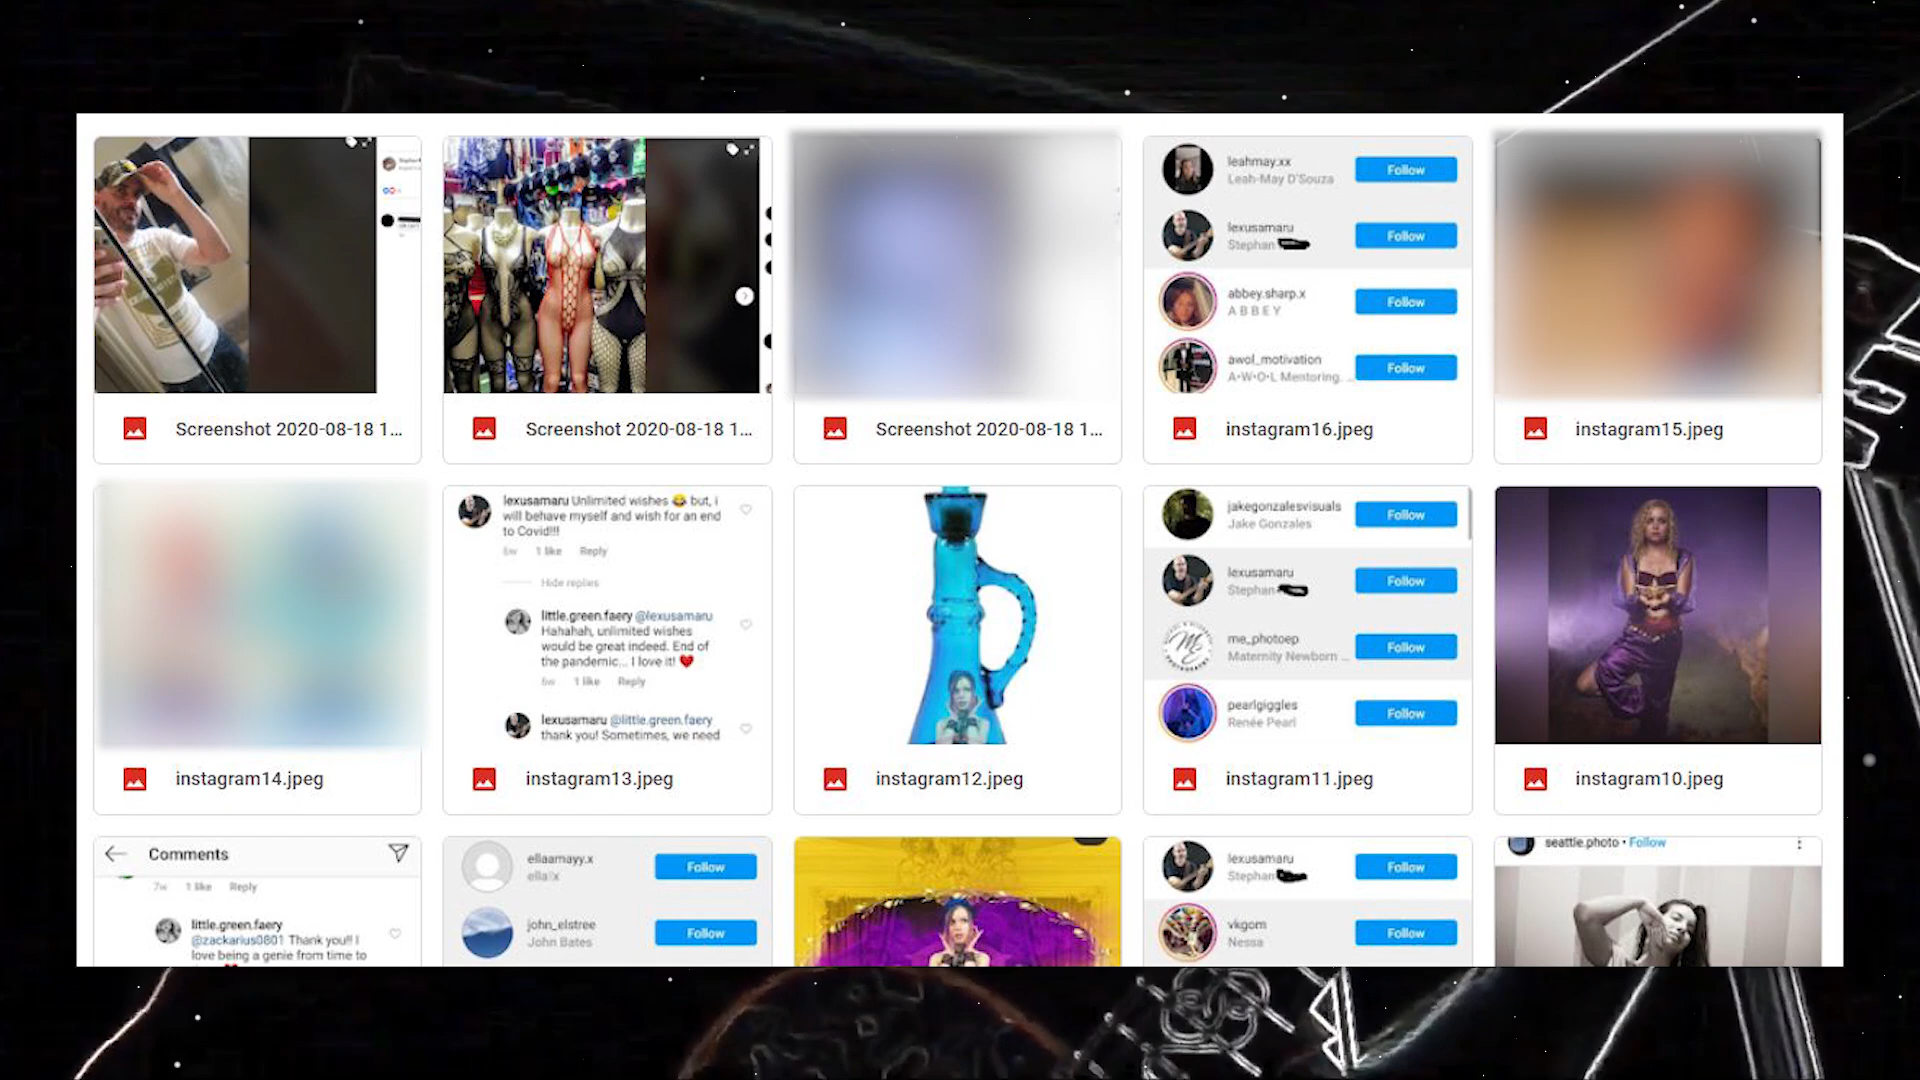 Screenshot 2020-08-18 1...
Screenshot 2020-08-18 1...
Screenshot 2020-08-18 1...
leahmay.xx
Leah-May D'Souza
Follow
lexusamaru
Stephan
Follow
abbey.sharp.x
A B B E Y
Follow
awol_motivation
A•W•O•L Mentoring. ...
Follow
instagram16.jpeg
instagram15.jpeg
instagram14.jpeg
lexusamaru Unlimited wishes 😂 but, i
will behave myself and wish for an end
to Covid!!!
6w 1 like Reply
Hide replies
little.green.faery @lexusamaru
Hahahah, unlimited wishes
would be great indeed. End of
the pandemic... I love it! ❤️
6w 1 like Reply
lexusamaru @little.green.faery
thank you! Sometimes, we need
instagram13.jpeg
instagram12.jpeg
jakegonzalesvisuals
Jake Gonzales
Follow
lexusamaru
Stephan
Follow
me_photoep
Maternity Newborn ...
Follow
pearlgiggles
Renée Pearl
Follow
instagram11.jpeg
instagram10.jpeg
Comments
7w 1 like Reply
little.green.faery
@zackarius0801 Thank you!! I
love being a genie from time to
ellaamayy.x
Follow
john_elstree
John Bates
Follow
lexusamaru
Stephan
Follow
vkgom
Nessa
Follow
seattle.photo • Follow